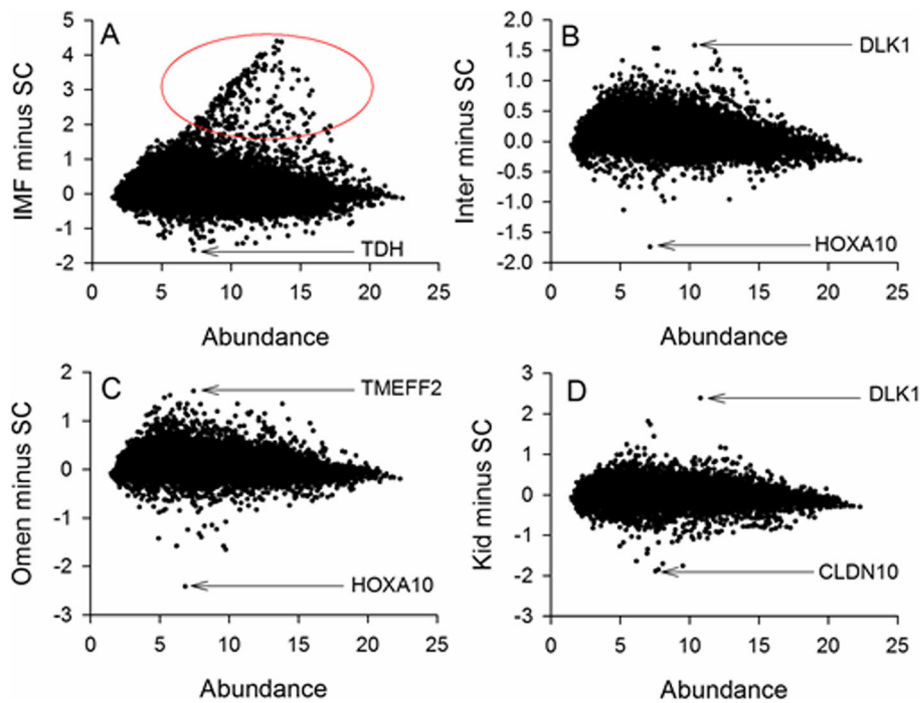 A
IMF minus SC
5
4
3
2
1
0
-1
-2
TDH
0 5 10 15 20 25
Abundance
B
Inter minus SC
2.0
1.5
1.0
0.5
0.0
-0.5
-1.0
-1.5
-2.0
DLK1
HOXA10
0 5 10 15 20 25
Abundance
C
Omen minus SC
2
1
0
-1
-2
-3
TMEFF2
HOXA10
0 5 10 15 20 25
Abundance
D
Kid minus SC
3
2
1
0
-1
-2
-3
DLK1
CLDN10
0 5 10 15 20 25
Abundance